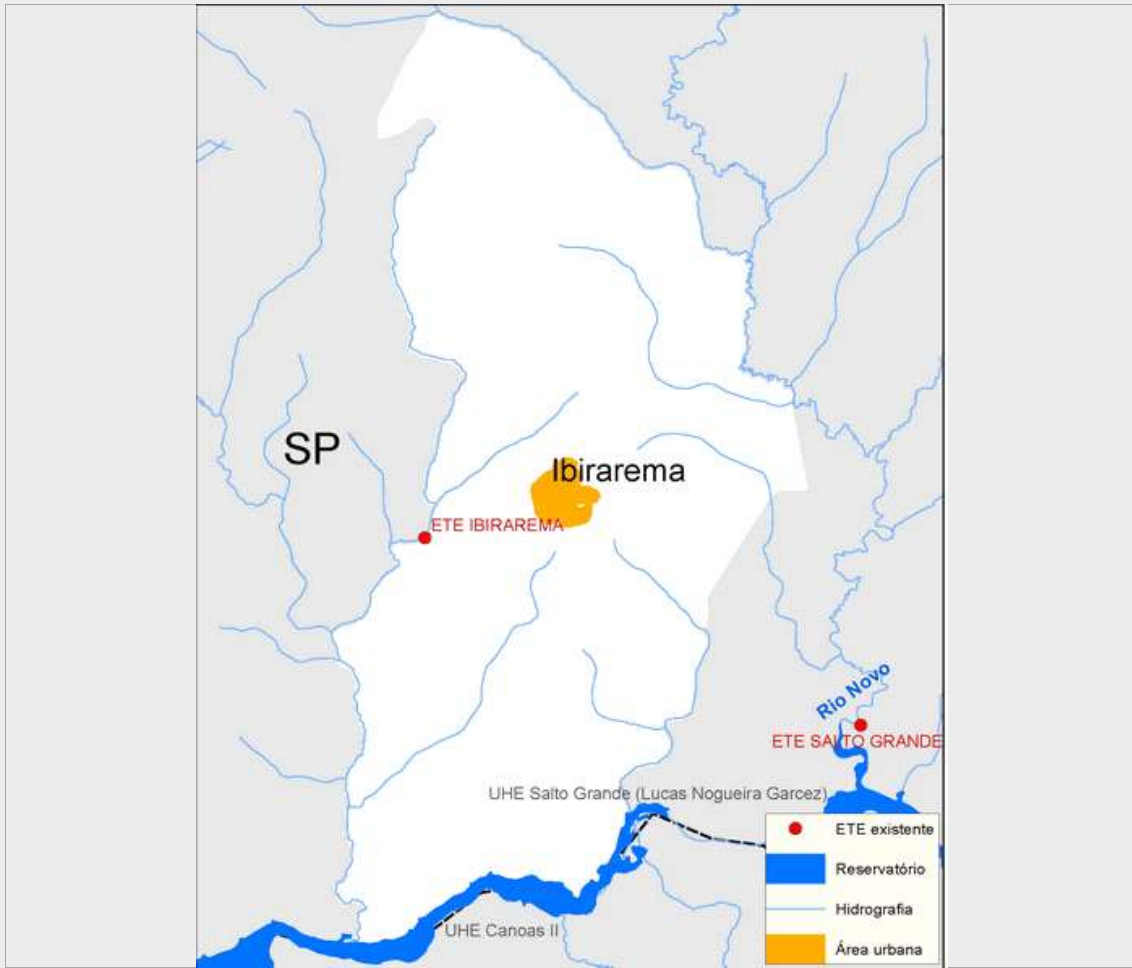 SP
Ibirarema
ETE IBIRAREMA
Rio Novo
ETE SALTO GRANDE
UHE Salto Grande (Lucas Nogueira Garcez)
UHE Canoas II
ETE existente
Reservatório
Hidrografia
Área urbana